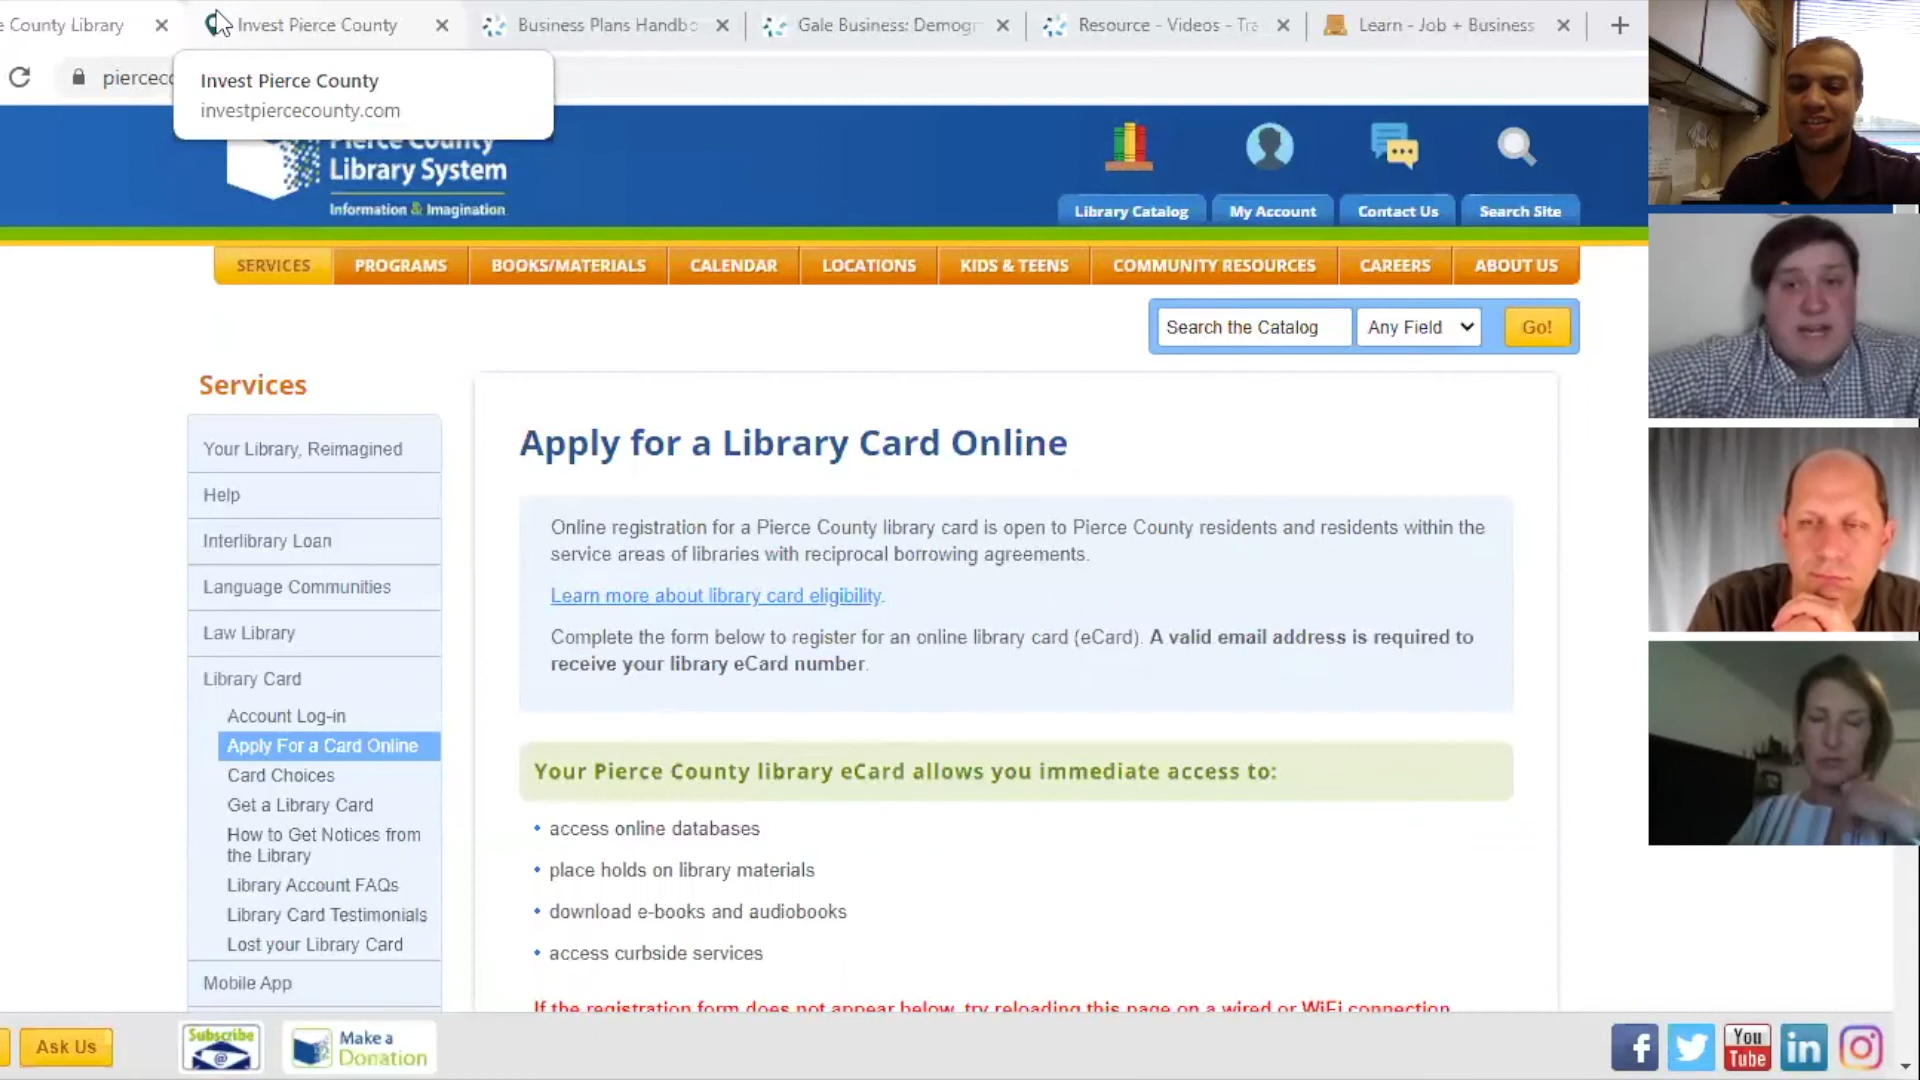 e County Library
Invest Pierce County
Business Plans Handbo
Gale Business: Demogr
Resource - Videos - Tra
Learn - Job + Business
pierceco
Invest Pierce County
investpiercecounty.com
Pierce County
Library System
Information & Imagination
Library Catalog
My Account
Contact Us
Search Site
SERVICES
PROGRAMS
BOOKS/MATERIALS
CALENDAR
LOCATIONS
KIDS & TEENS
COMMUNITY RESOURCES
CAREERS
ABOUT US
Search the Catalog
Any Field
Go!
Services
Your Library, Reimagined
Help
Interlibrary Loan
Language Communities
Law Library
Library Card
Account Log-in
Apply For a Card Online
Card Choices
Get a Library Card
How to Get Notices from
the Library
Library Account FAQs
Library Card Testimonials
Lost your Library Card
Mobile App
Apply for a Library Card Online
Online registration for a Pierce County library card is open to Pierce County residents and residents within the
service areas of libraries with reciprocal borrowing agreements.
Learn more about library card eligibility.
Complete the form below to register for an online library card (eCard). A valid email address is required to
receive your library eCard number.
Your Pierce County library eCard allows you immediate access to:
• access online databases
• place holds on library materials
• download e-books and audiobooks
• access curbside services
If the registration form does not appear below, try reloading this page on a wired or WiFi connection
Ask Us
Subscribe
@
Make a
Donation
f
You
Tube
in